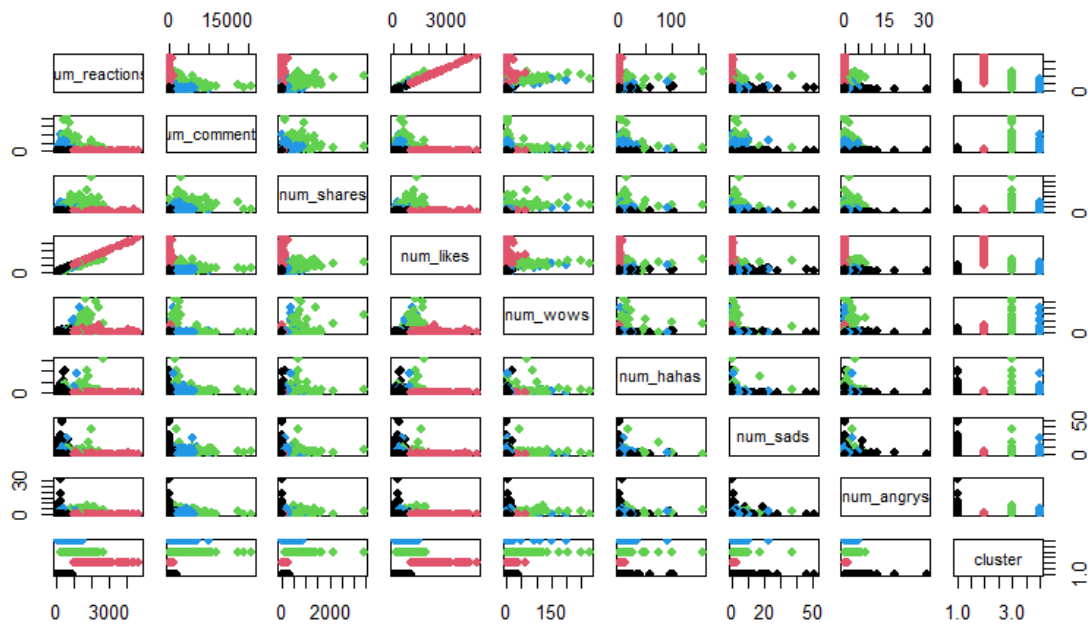 0 15000 0 3000 0 100 0 15 30
um_reactions 0
0 um_comment
num_shares 0
0 num_likes
num_wows 0
0 num_hahas
num_sads 0 50
0 30 num_angrys
cluster 1.0
0 3000 0 2000 0 150 0 20 50 1.0 3.0